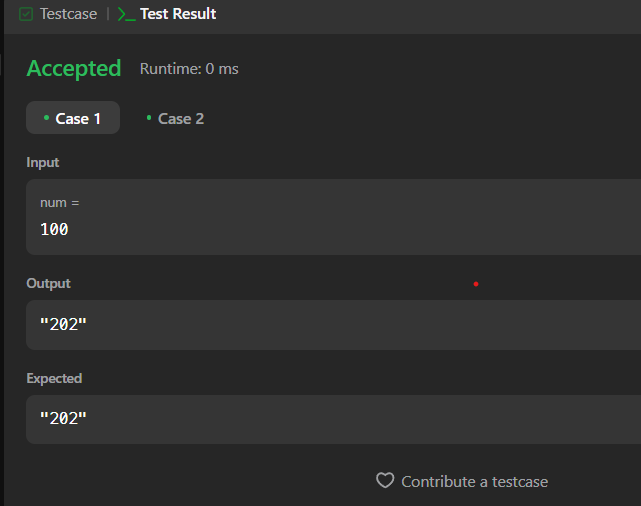 Testcase | >_ Test Result
Accepted Runtime: 0 ms
• Case 1 • Case 2
Input
num =
100
Output
"202"
Expected
"202"
Contribute a testcase